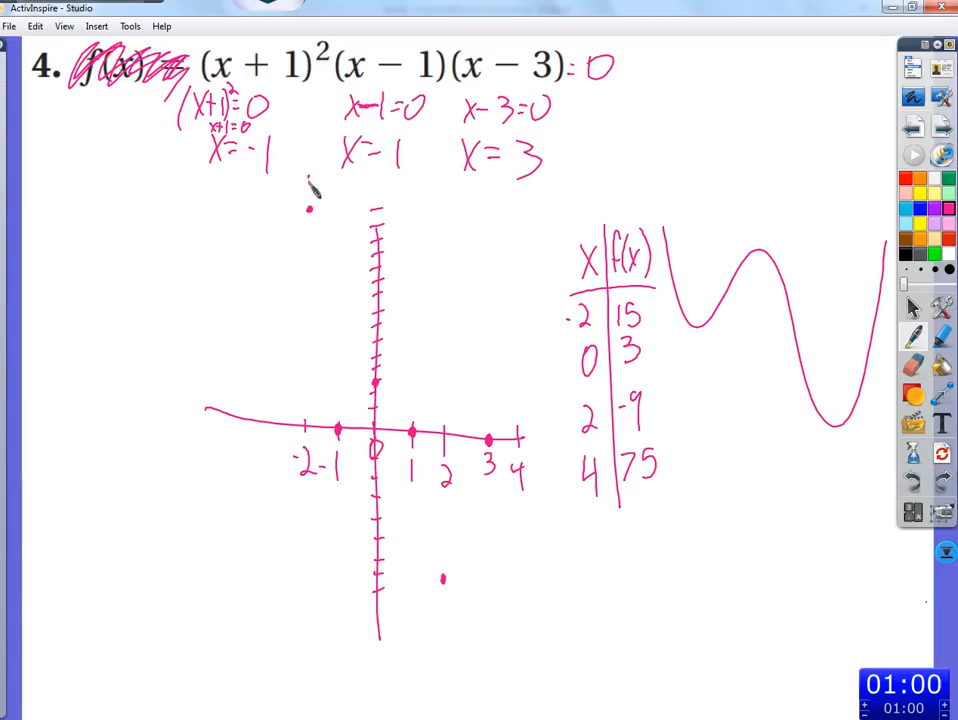 ActivInspire - Studio
File Edit View Insert Tools Help
4. f(x) = (x + 1)²(x − 1)(x − 3) = 0
(x+1)²=0 x-1=0 x-3=0
x+1=0
x=-1 x=1 x=3
x f(x)
-2 15
0 3
2 -9
4 75
-2 -1 0 1 2 3 4
T
01:00
01:00